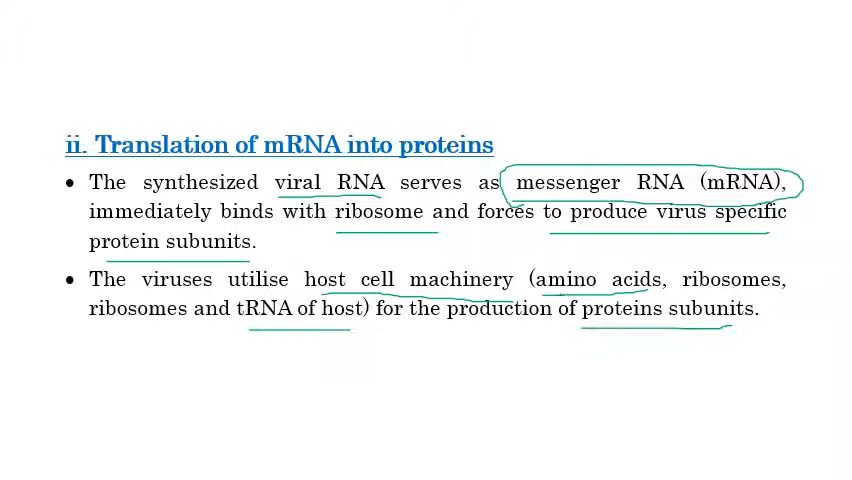 ii. Translation of mRNA into proteins
• The synthesized viral RNA serves as messenger RNA (mRNA),
immediately binds with ribosome and forces to produce virus specific
protein subunits.
• The viruses utilise host cell machinery (amino acids, ribosomes,
ribosomes and tRNA of host) for the production of proteins subunits.